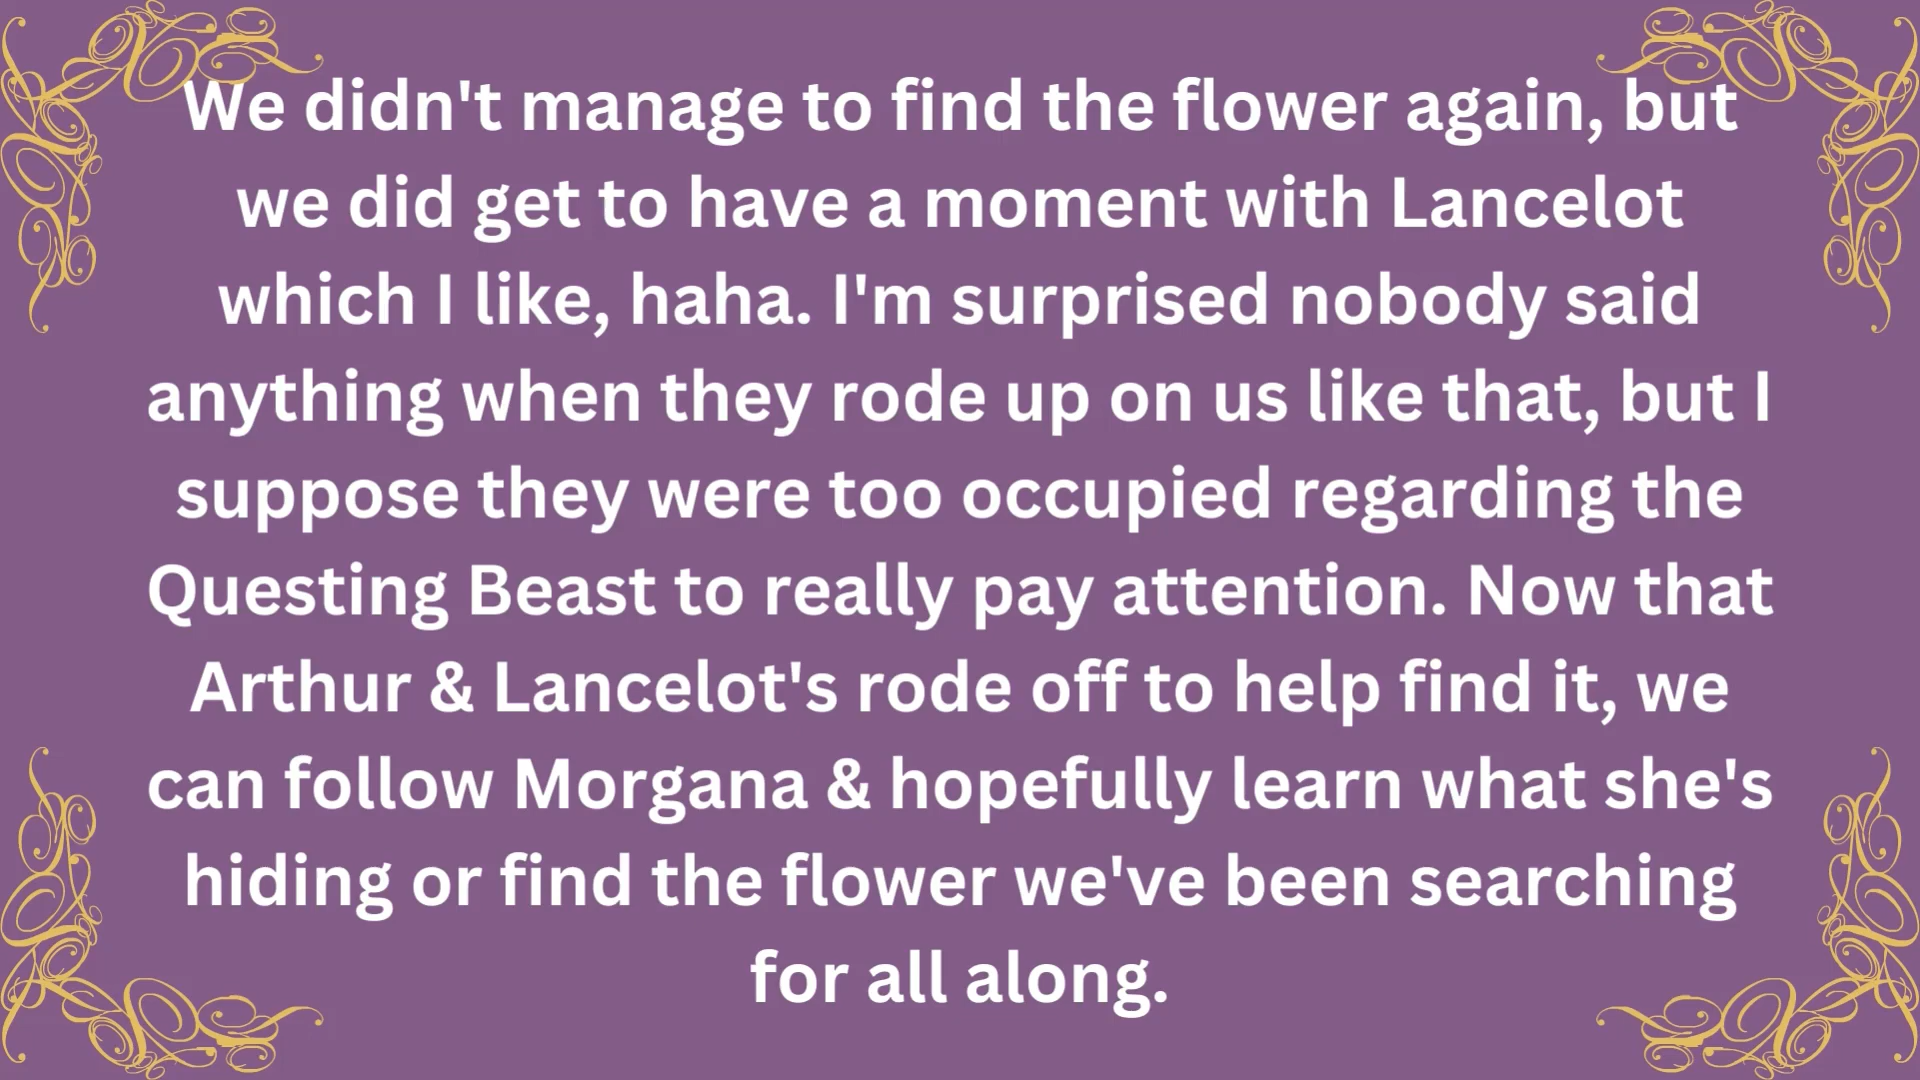 We didn't manage to find the flower again, but
we did get to have a moment with Lancelot
which I like, haha. I'm surprised nobody said
anything when they rode up on us like that, but I
suppose they were too occupied regarding the
Questing Beast to really pay attention. Now that
Arthur & Lancelot's rode off to help find it, we
can follow Morgana & hopefully learn what she's
hiding or find the flower we've been searching
for all along.